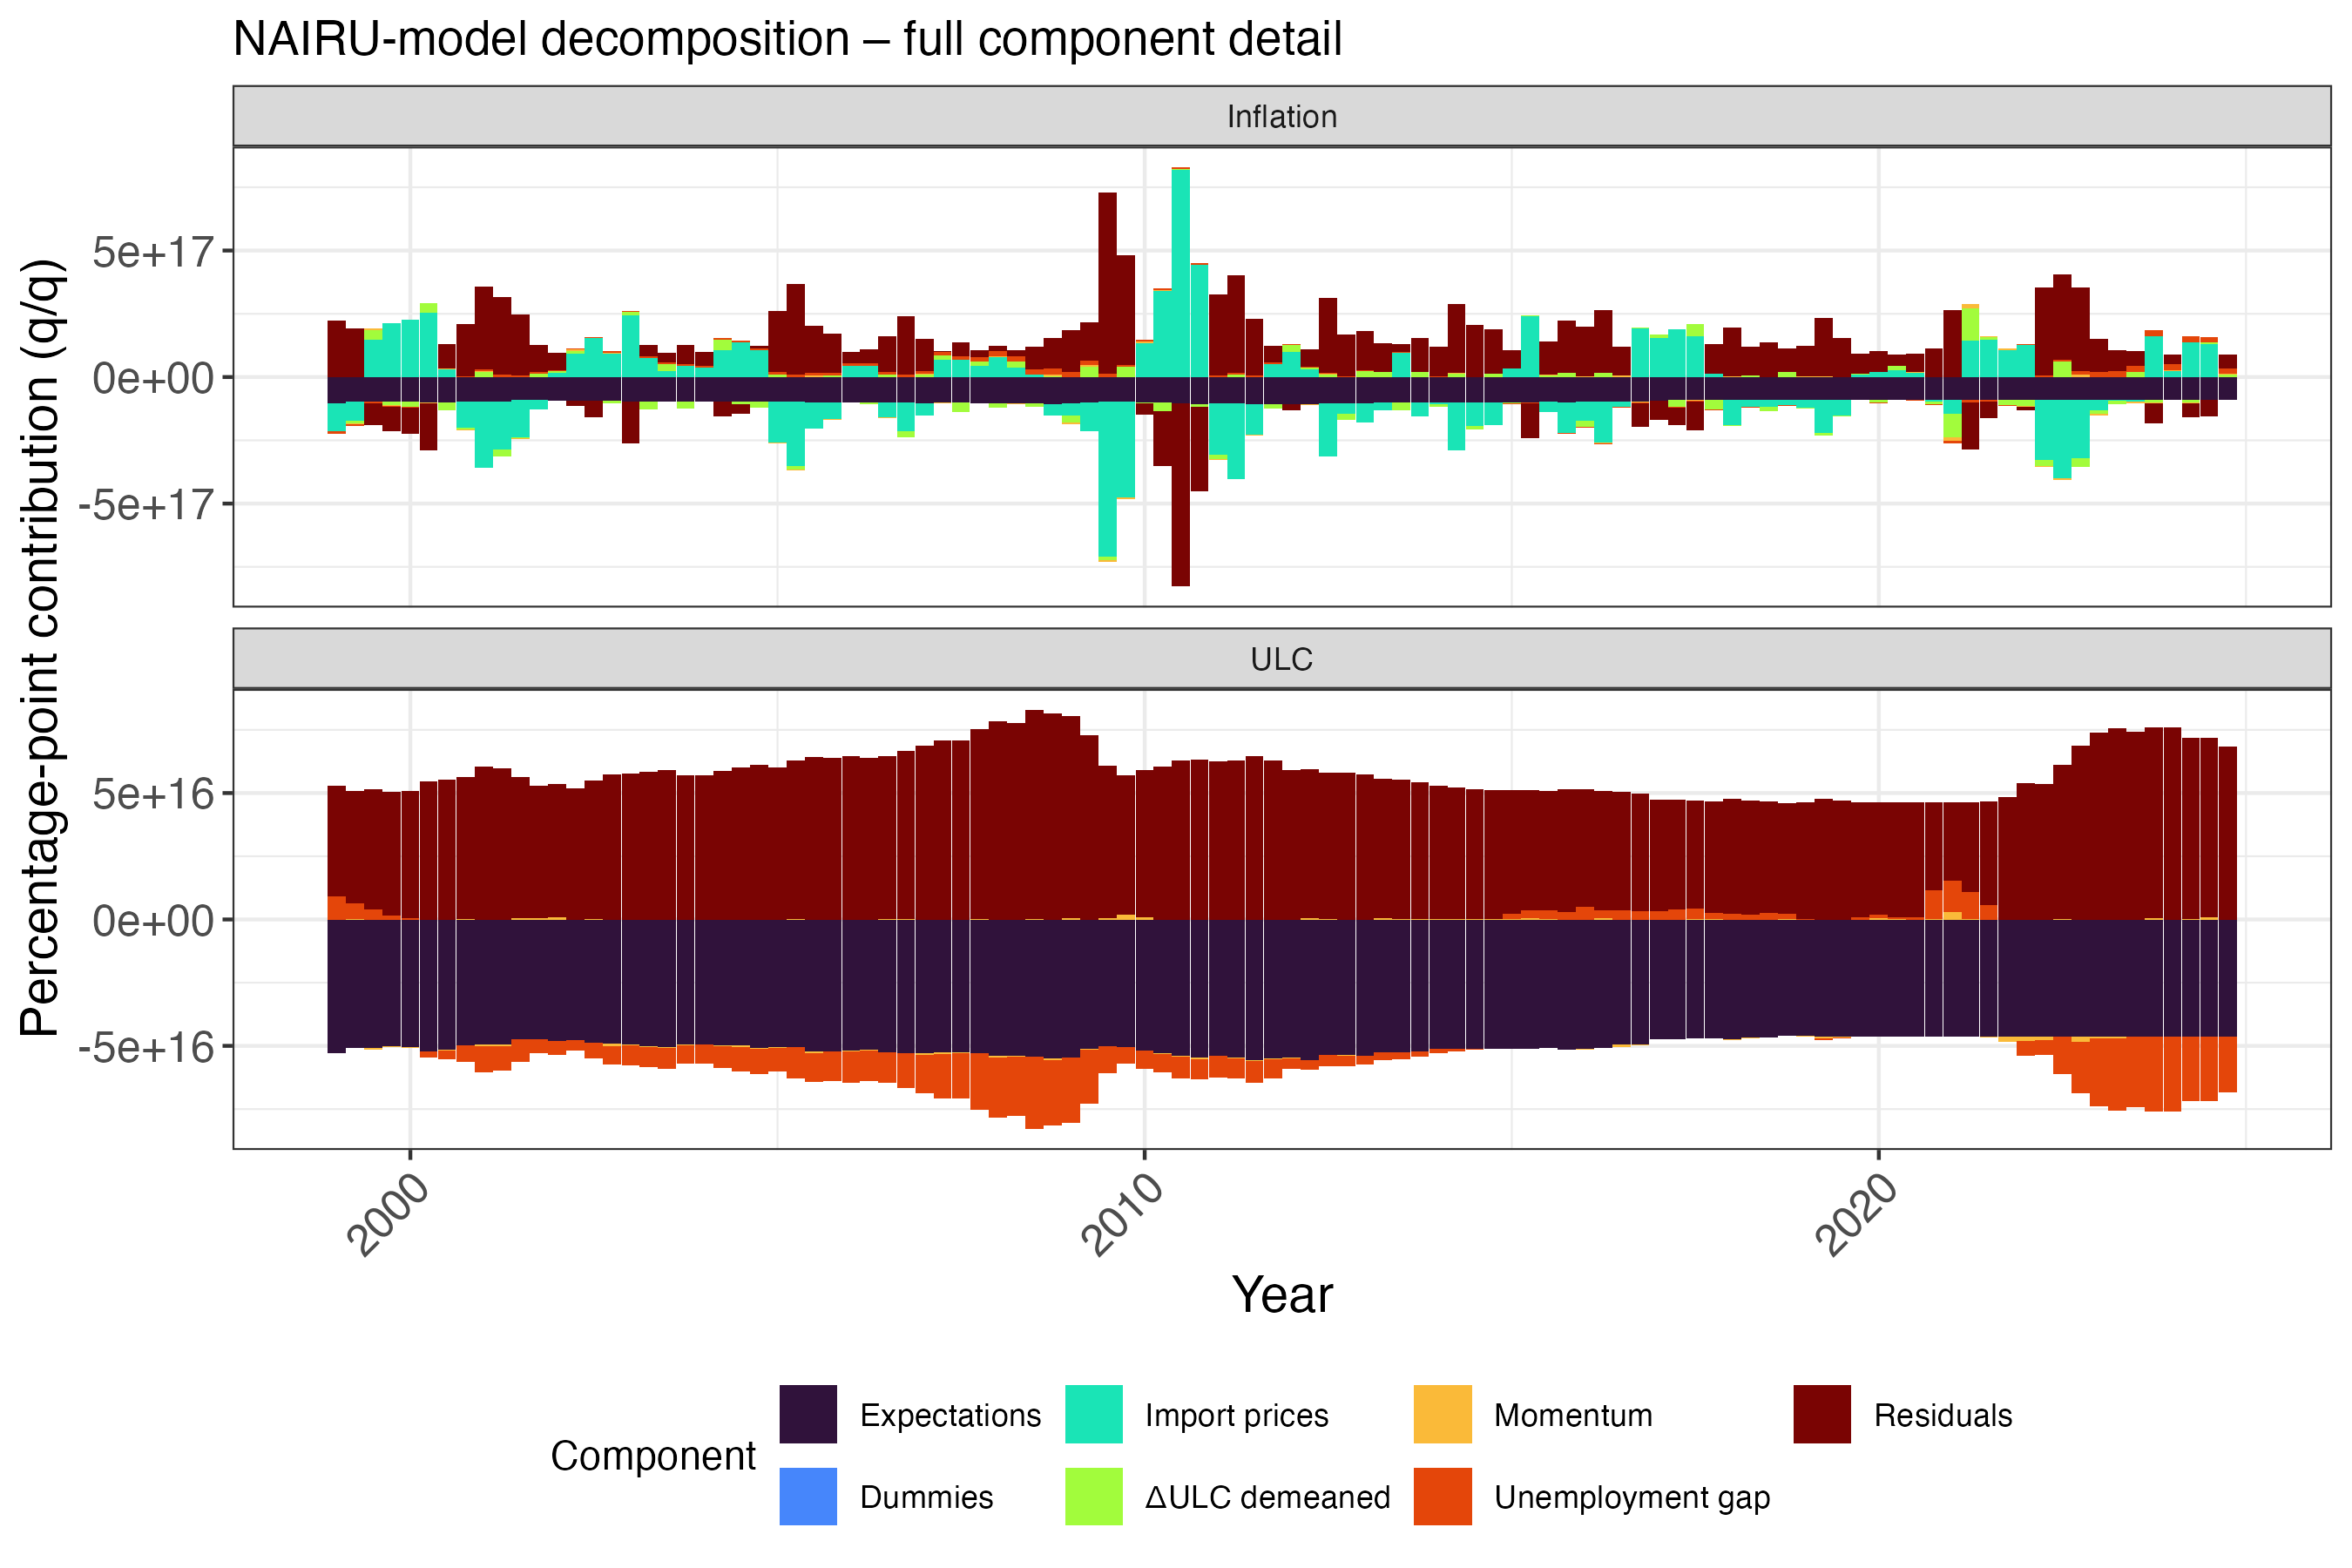 NAIRU-model decomposition – full component detail
Inflation
Percentage-point contribution (q/q)
5e+17
0e+00
-5e+17
ULC
5e+16
0e+00
-5e+16
2000
2010
2020
Year
Component
Expectations
Import prices
Momentum
Residuals
Dummies
ΔULC demeaned
Unemployment gap